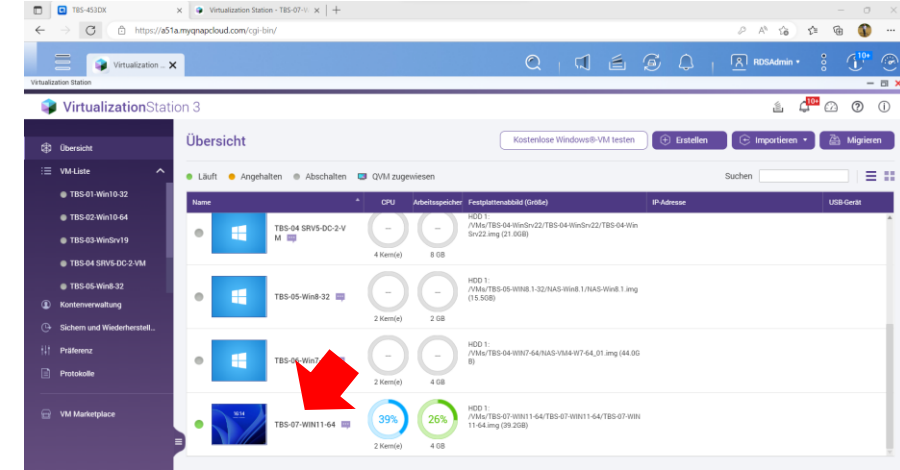 TBS-453DX
Virtualization Station - TBS-07-V
https://a51a.myqnapcloud.com/cgi-bin/
Virtualization ...
RDSAdmin
10+
Virtualization Station
VirtualizationStation 3
10+
Übersicht
VM-Liste
TBS-01-Win10-32
TBS-02-Win10-64
TBS-03-WinSrv19
TBS-04 SRV5-DC-2-VM
TBS-05-Win8-32
Kontenverwaltung
Sichern und Wiederherstell...
Präferenz
Protokolle
VM Marketplace
Übersicht
Kostenlose Windows®-VM testen
Erstellen
Importieren
Migrieren
Läuft
Angehalten
Abschalten
QVM zugewiesen
Suchen
Name
CPU
Arbeitsspeicher
Festplattenabbild (Größe)
IP-Adresse
USB-Gerät
TBS-04 SRV5-DC-2-V
M
4 Kern(e)
8 GB
HDD 1:
/VMs/TBS-04-WinSrv22/TBS-04-WinSrv22/TBS-04-Win
Srv22.img (21.0GB)
TBS-05-Win8-32
2 Kern(e)
2 GB
HDD 1:
/VMs/TBS-05-WIN8.1-32/NAS-Win8.1/NAS-Win8.1.img
(15.5GB)
TBS-06-Win7
2 Kern(e)
4 GB
HDD 1:
/VMs/TBS-04-WIN7-64/NAS-VM4-W7-64_01.img (44.0G
B)
16:14
TBS-07-WIN11-64
39%
2 Kern(e)
26%
4 GB
HDD 1:
/VMs/TBS-07-WIN11-64/TBS-07-WIN11-64/TBS-07-WIN
11-64.img (39.2GB)